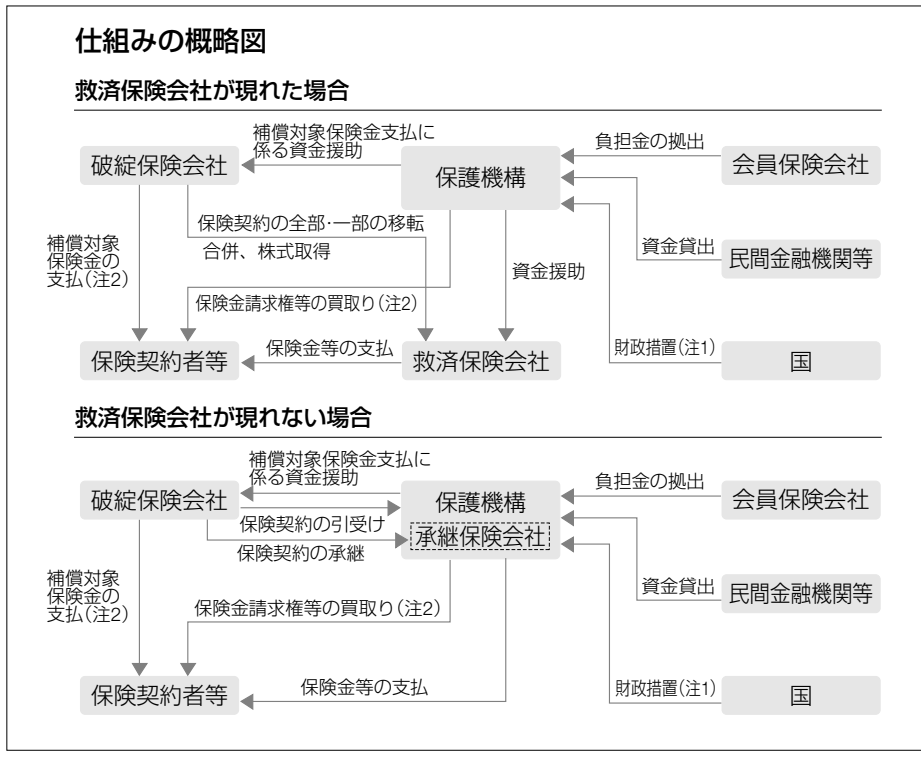 仕組みの概略図
救済保険会社が現れた場合
補償対象保険金支払に
係る資金援助
負担金の拠出
破綻保険会社
保護機構
会員保険会社
保険契約の全部・一部の移転
合併、株式取得
補償対象
保険金の
支払(注2)
資金援助
資金貸出
民間金融機関等
保険金請求権等の買取り(注2)
保険金等の支払
財政措置(注1)
保険契約者等
救済保険会社
国
救済保険会社が現れない場合
補償対象保険金支払に
係る資金援助
負担金の拠出
破綻保険会社
保護機構
会員保険会社
保険契約の引受け
承継保険会社
保険契約の承継
補償対象
保険金の
支払(注2)
資金貸出
民間金融機関等
保険金請求権等の買取り(注2)
保険金等の支払
財政措置(注1)
保険契約者等
国